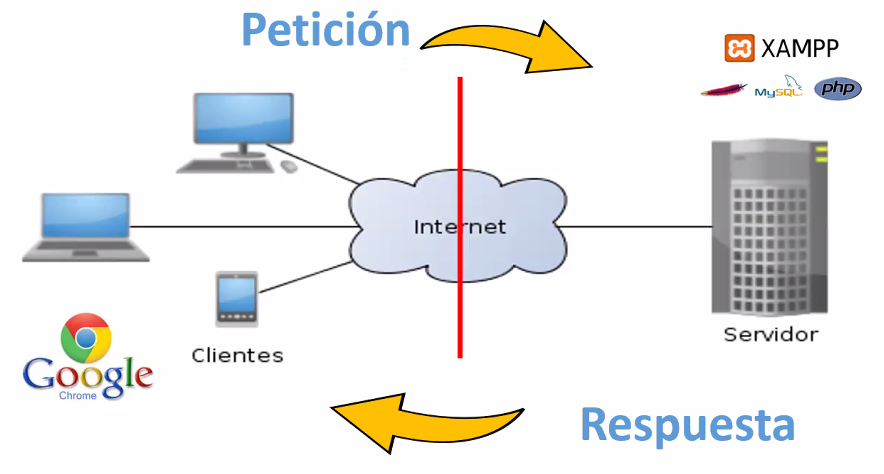 Petición
XAMPP
MySQL
php
Internet
Servidor
Clientes
Google
Chrome
Respuesta